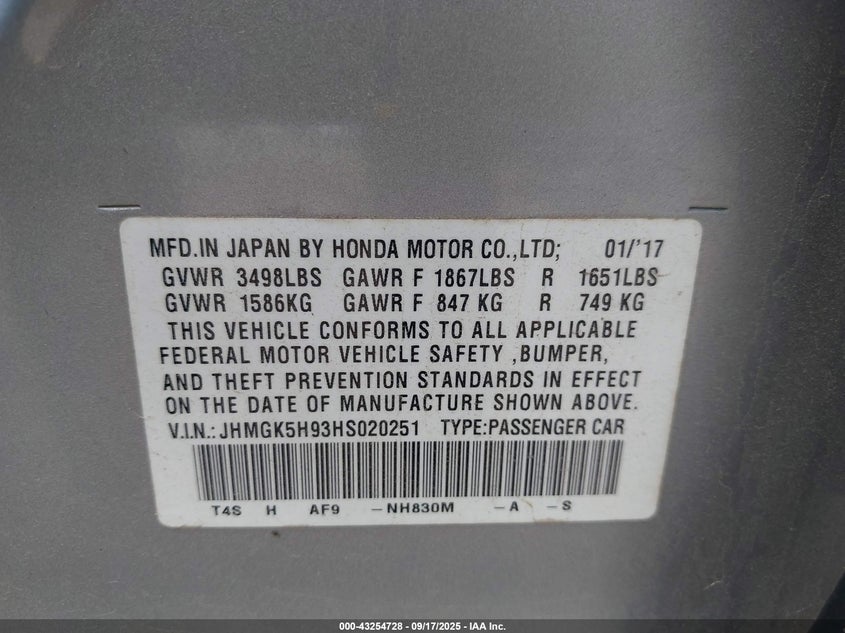 MFD.IN JAPAN BY HONDA MOTOR CO.,LTD; 01/'17
GVWR 3498LBS GAWR F 1867LBS R 1651LBS
GVWR 1586KG GAWR F 847 KG R 749 KG
THIS VEHICLE CONFORMS TO ALL APPLICABLE
FEDERAL MOTOR VEHICLE SAFETY ,BUMPER,
AND THEFT PREVENTION STANDARDS IN EFFECT
ON THE DATE OF MANUFACTURE SHOWN ABOVE.
V.I.N.: JHMGK5H93HS020251 TYPE:PASSENGER CAR
T4S H AF9 -NH830M -A -S
000-43254728 - 09/17/2025 - IAA Inc.